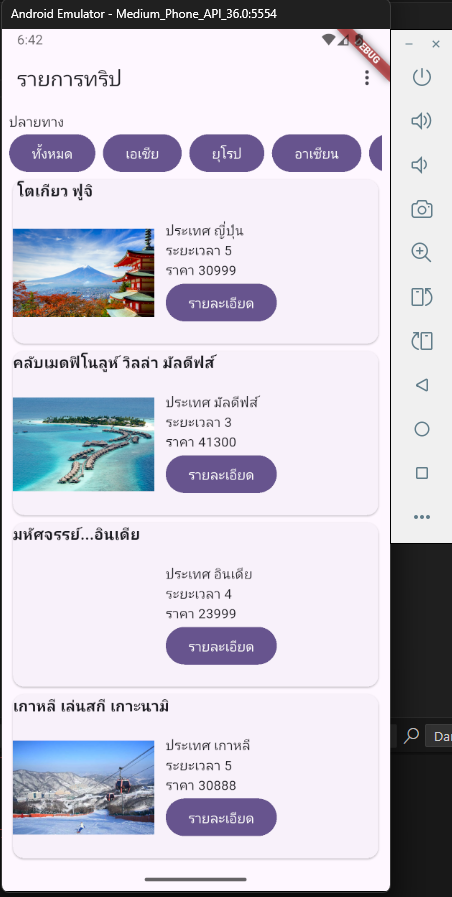 Android Emulator - Medium_Phone_API_36.0:5554
6:42
รายการทริป
ปลายทาง
ทั้งหมด เอเชีย ยุโรป อาเซียน
โตเกียว ฟูจิ
ประเทศ ญี่ปุ่น
ระยะเวลา 5
ราคา 30999
รายละเอียด
คลับเมดฟิโนลูห์ วิลล่า มัลดีฟส์
ประเทศ มัลดีฟส์
ระยะเวลา 3
ราคา 41300
รายละเอียด
มหัศจรรย์...อินเดีย
ประเทศ อินเดีย
ระยะเวลา 4
ราคา 23999
รายละเอียด
เกาหลี เล่นสกี เกาะนามิ
ประเทศ เกาหลี
ระยะเวลา 5
ราคา 30888
รายละเอียด